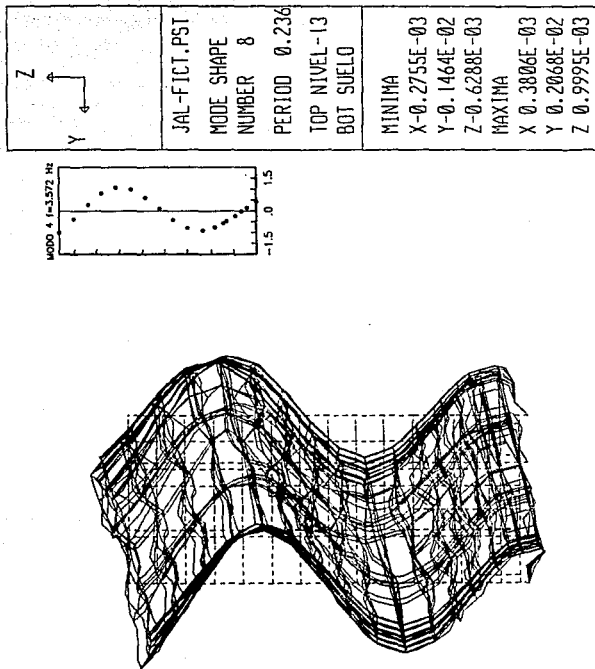 Z
Y
JAL-FICT.PST
MODE SHAPE
NUMBER 8
PERIOD 0.236
TOP NIVEL-13
BOT SUELO
MINIMA
X-0.2755E-03
Y-0.1464E-02
Z-0.6288E-03
MAXIMA
X 0.3806E-03
Y 0.2068E-02
Z 0.9995E-03
MODO 4 f=3.572 Hz
1.5
.0
-1.5